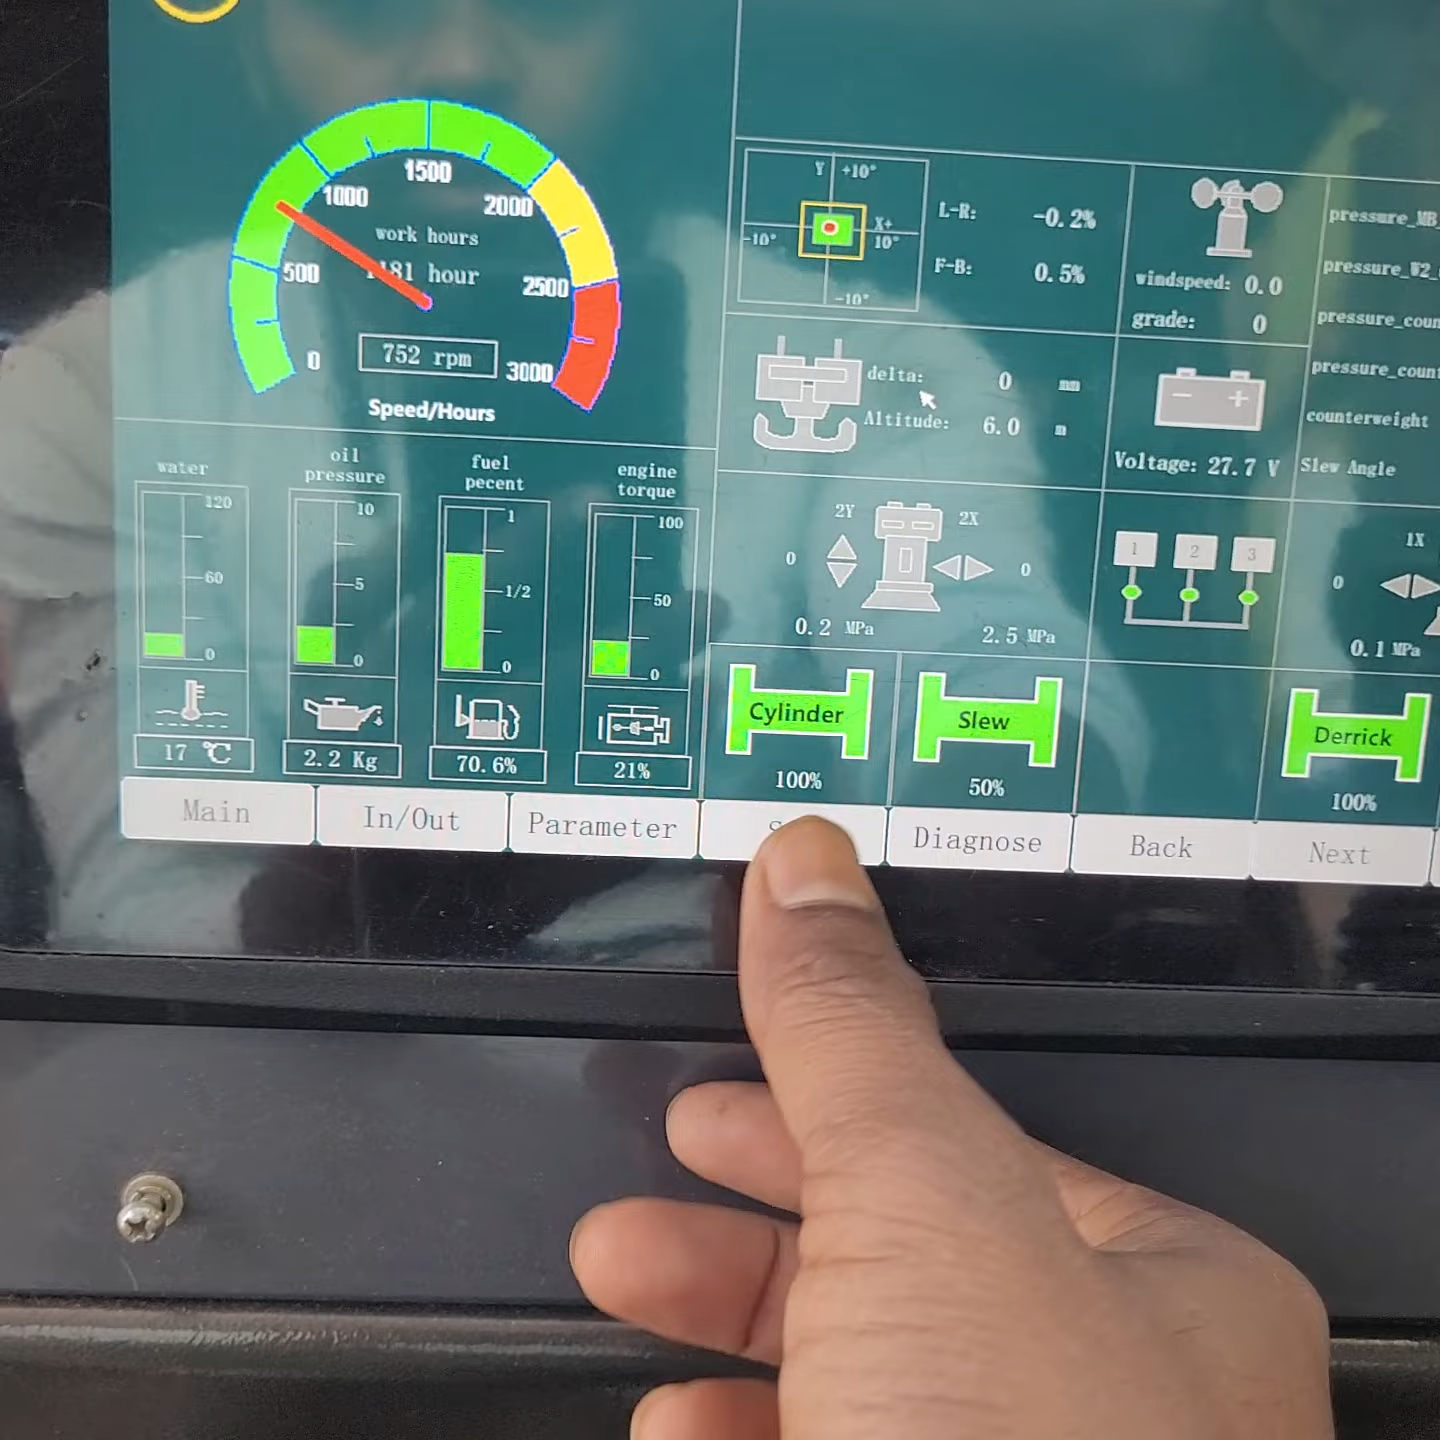 1500
1000
2000
work hours
500
181 hour
2500
0
752 rpm
3000
Speed/Hours
water
120
60
0
17 ℃
oil
pressure
10
5
0
2.2 Kg
fuel
pecent
1
1/2
0
70.6%
engine
torque
100
50
0
21%
Y +10°
X+
-10° 10°
-10°
L-R: -0.2%
F-B: 0.5%
windspeed: 0.0
grade: 0
delta: 0 mm
Altitude: 6.0 m
- +
Voltage: 27.7 V
pressure_MB_
pressure_W2_
pressure_coun
pressure_count
counterweight
Slew Angle
2Y 2X
0 0
0.2 MPa 2.5 MPa
1 2 3
1X
0
0.1 MPa
Cylinder
100%
Slew
50%
Derrick
100%
Main In/Out Parameter Diagnose Back Next